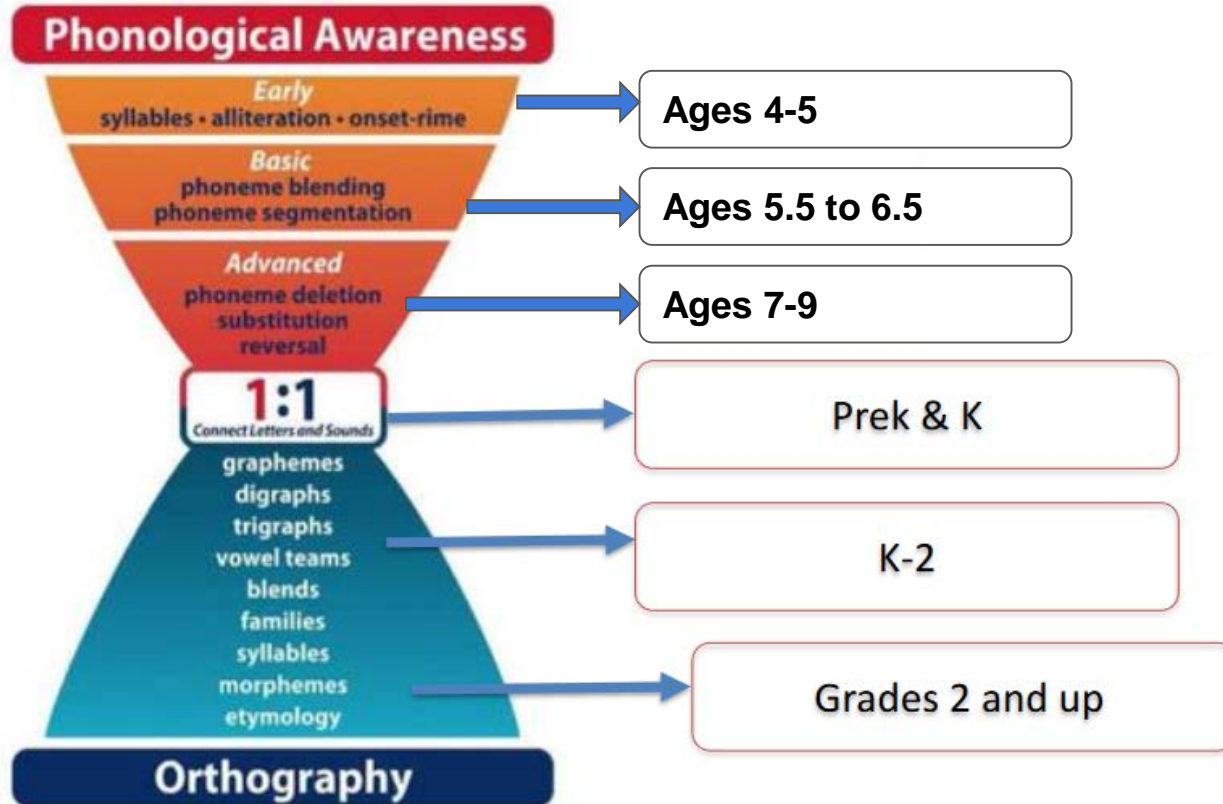 Phonological Awareness
Early
syllables • alliteration • onset-rime
Ages 4-5
Basic
phoneme blending
phoneme segmentation
Ages 5.5 to 6.5
Advanced
phoneme deletion
substitution
reversal
Ages 7-9
1:1
Connect Letters and Sounds
Prek & K
graphemes
digraphs
trigraphs
vowel teams
blends
families
syllables
morphemes
etymology
K-2
Grades 2 and up
Orthography